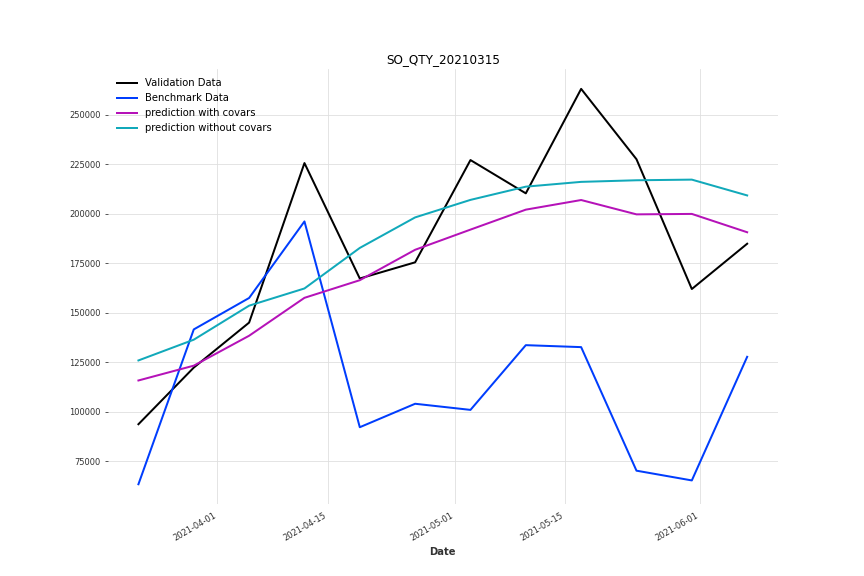 SO_QTY_20210315
Validation Data
Benchmark Data
prediction with covars
prediction without covars
250000
225000
200000
175000
150000
125000
100000
75000
2021-04-01
2021-04-15
2021-05-01
2021-05-15
2021-06-01
Date